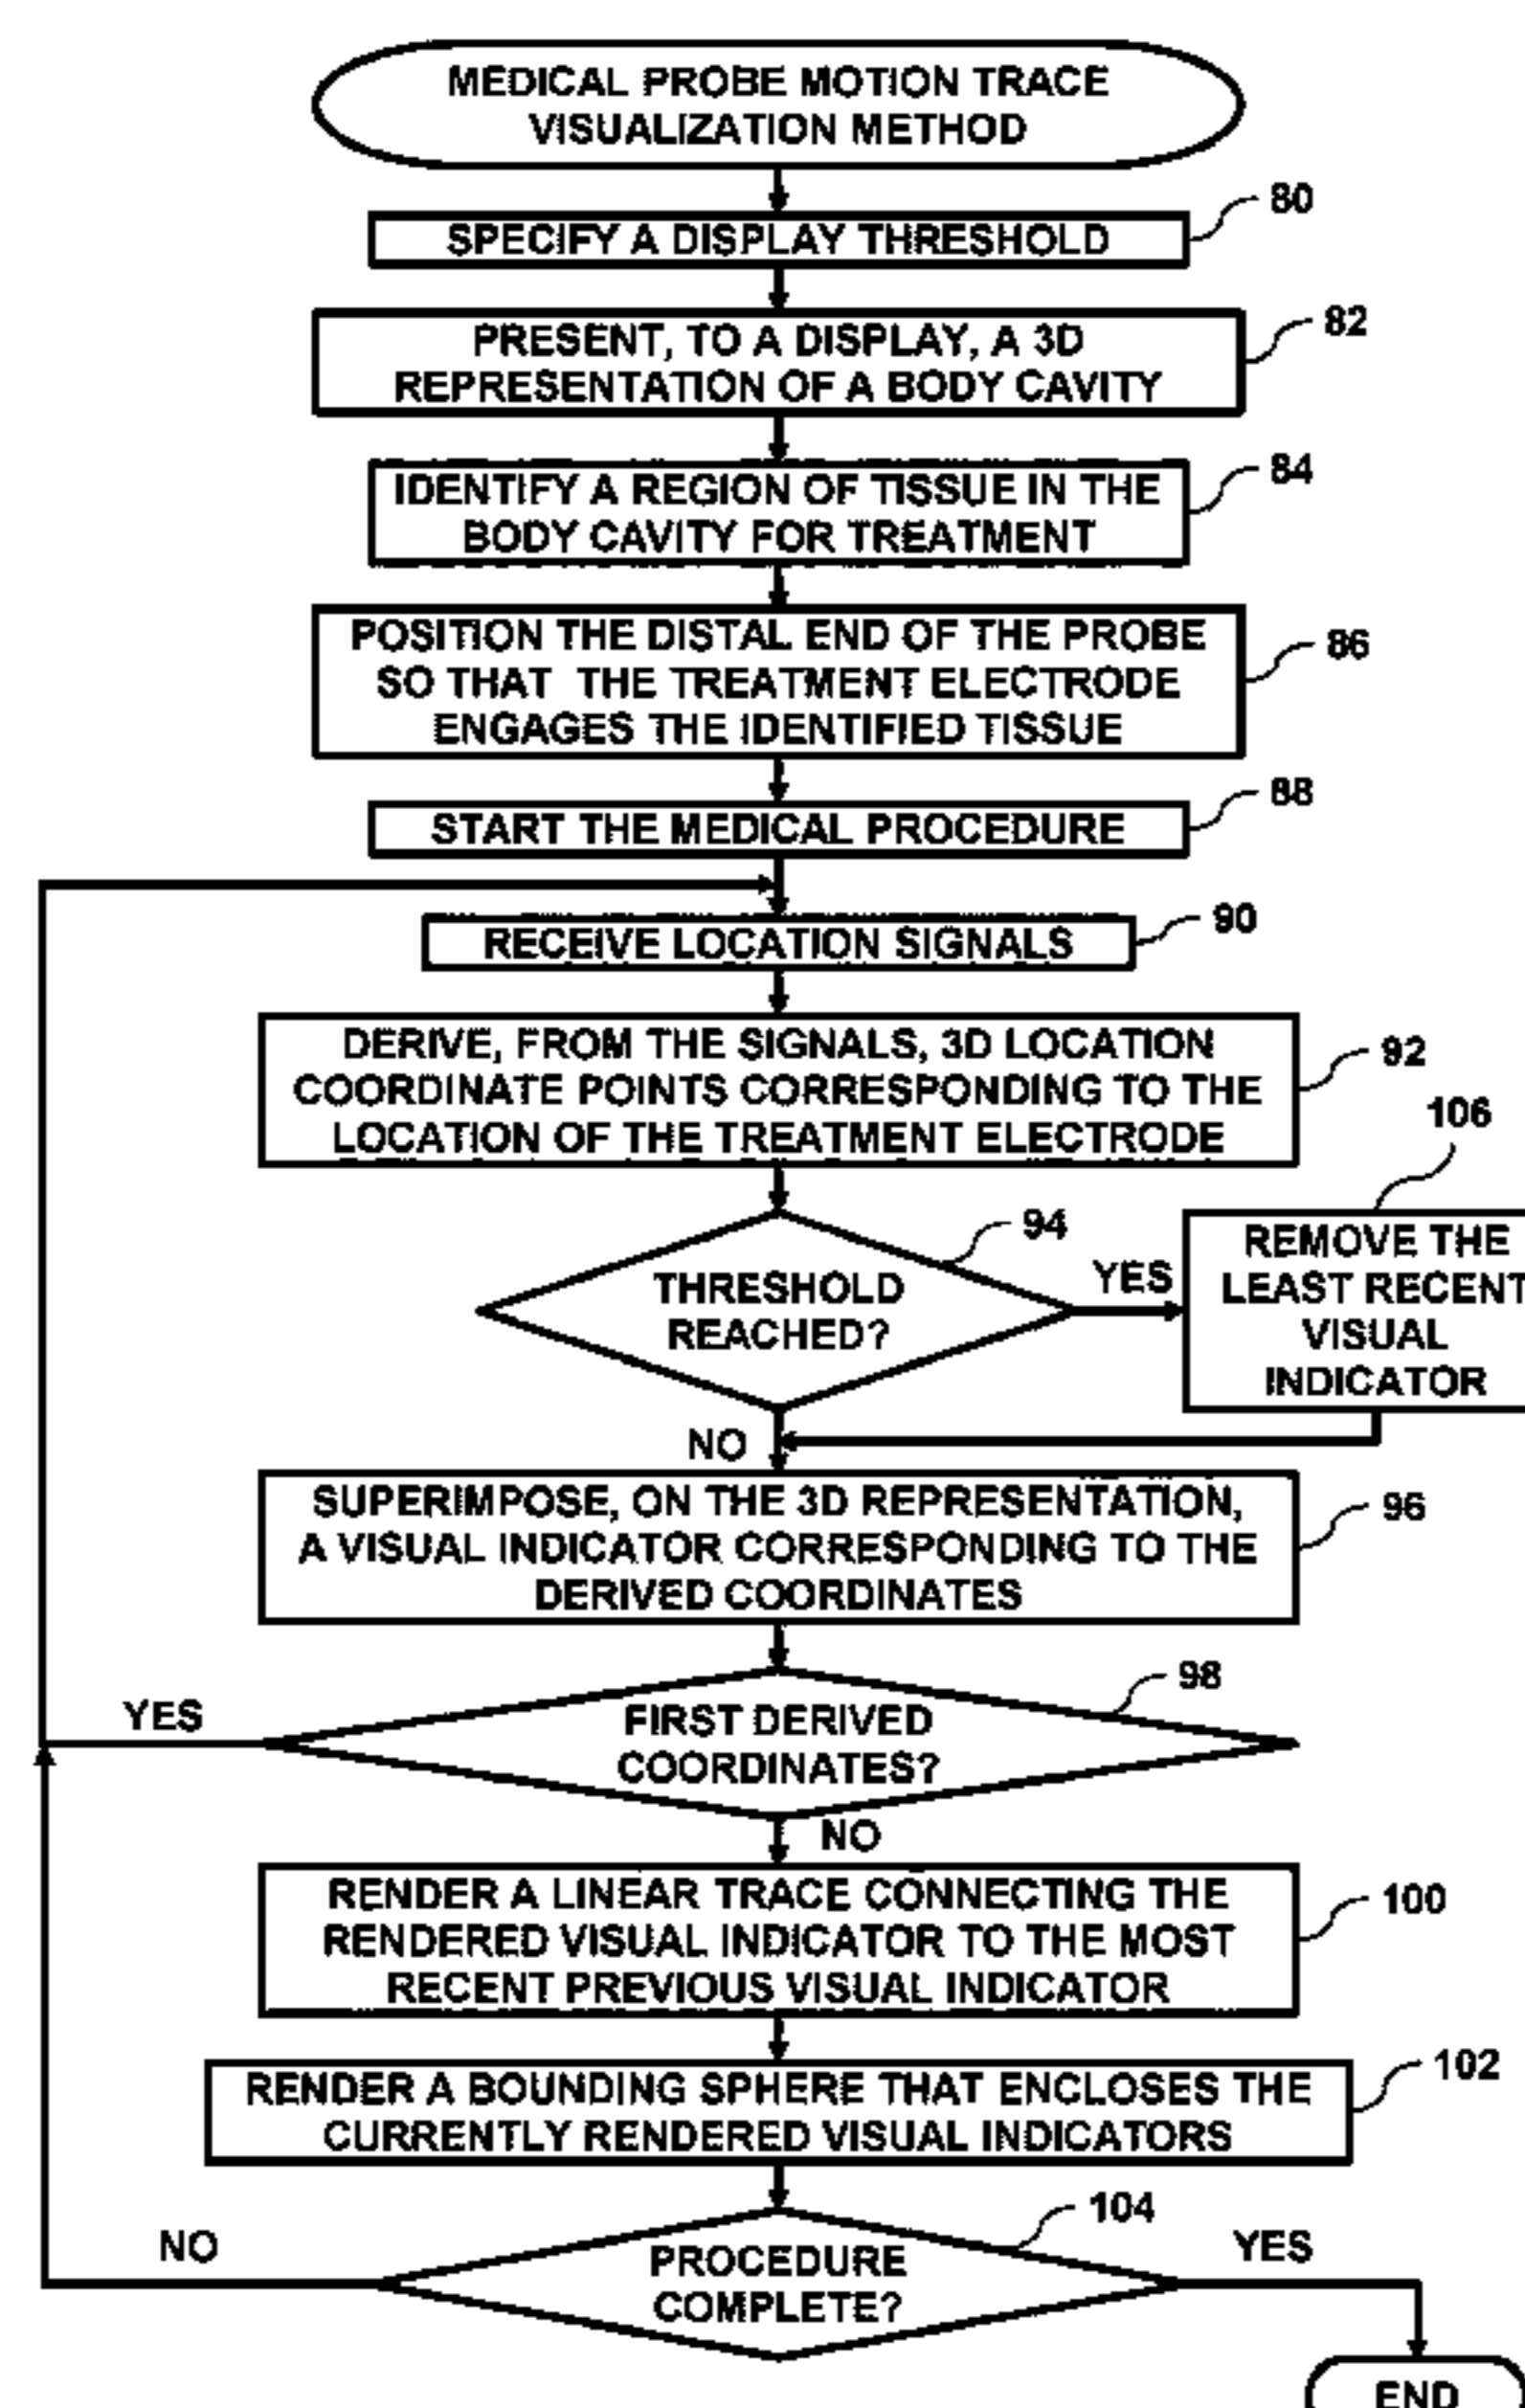 MEDICAL PROBE MOTION TRACE
VISUALIZATION METHOD
80
SPECIFY A DISPLAY THRESHOLD
82
PRESENT, TO A DISPLAY, A 3D
REPRESENTATION OF A BODY CAVITY
84
IDENTIFY A REGION OF TISSUE IN THE
BODY CAVITY FOR TREATMENT
86
POSITION THE DISTAL END OF THE PROBE
SO THAT THE TREATMENT ELECTRODE
ENGAGES THE IDENTIFIED TISSUE
88
START THE MEDICAL PROCEDURE
90
RECEIVE LOCATION SIGNALS
92
DERIVE, FROM THE SIGNALS, 3D LOCATION
COORDINATE POINTS CORRESPONDING TO THE
LOCATION OF THE TREATMENT ELECTRODE
94
THRESHOLD
REACHED?
YES
106
REMOVE THE
LEAST RECENT
VISUAL
INDICATOR
NO
96
SUPERIMPOSE, ON THE 3D REPRESENTATION,
A VISUAL INDICATOR CORRESPONDING TO THE
DERIVED COORDINATES
98
FIRST DERIVED
COORDINATES?
YES
NO
100
RENDER A LINEAR TRACE CONNECTING THE
RENDERED VISUAL INDICATOR TO THE MOST
RECENT PREVIOUS VISUAL INDICATOR
102
RENDER A BOUNDING SPHERE THAT ENCLOSES THE
CURRENTLY RENDERED VISUAL INDICATORS
104
PROCEDURE
COMPLETE?
NO
YES
END